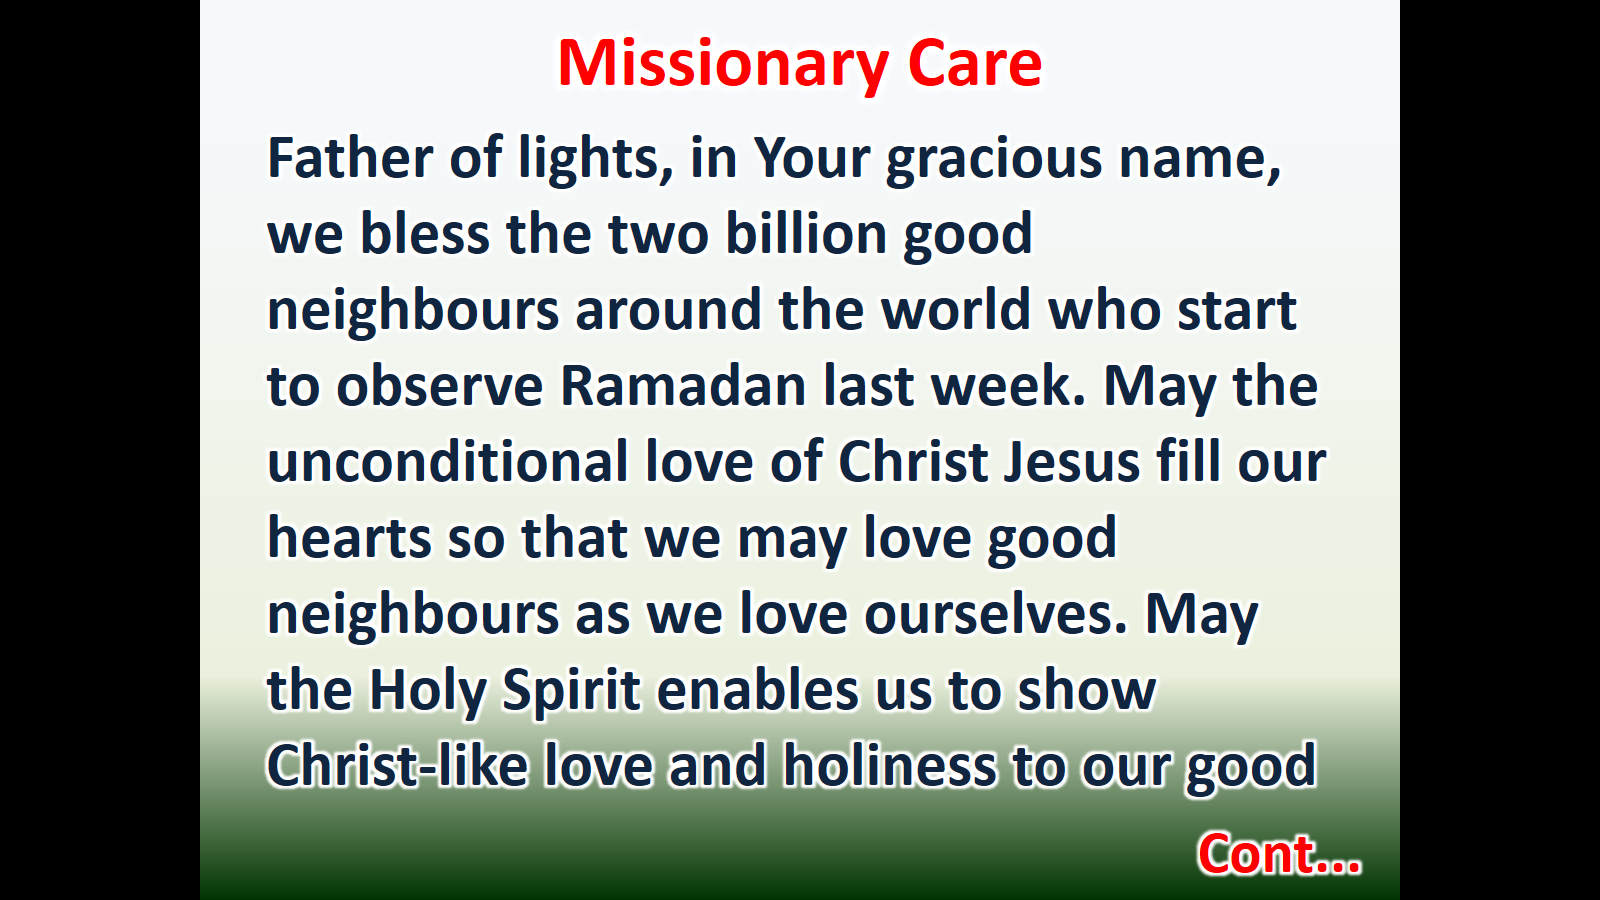 Missionary Care
Father of lights, in Your gracious name,
we bless the two billion good
neighbours around the world who start
to observe Ramadan last week. May the
unconditional love of Christ Jesus fill our
hearts so that we may love good
neighbours as we love ourselves. May
the Holy Spirit enables us to show
Christ-like love and holiness to our good
Cont...